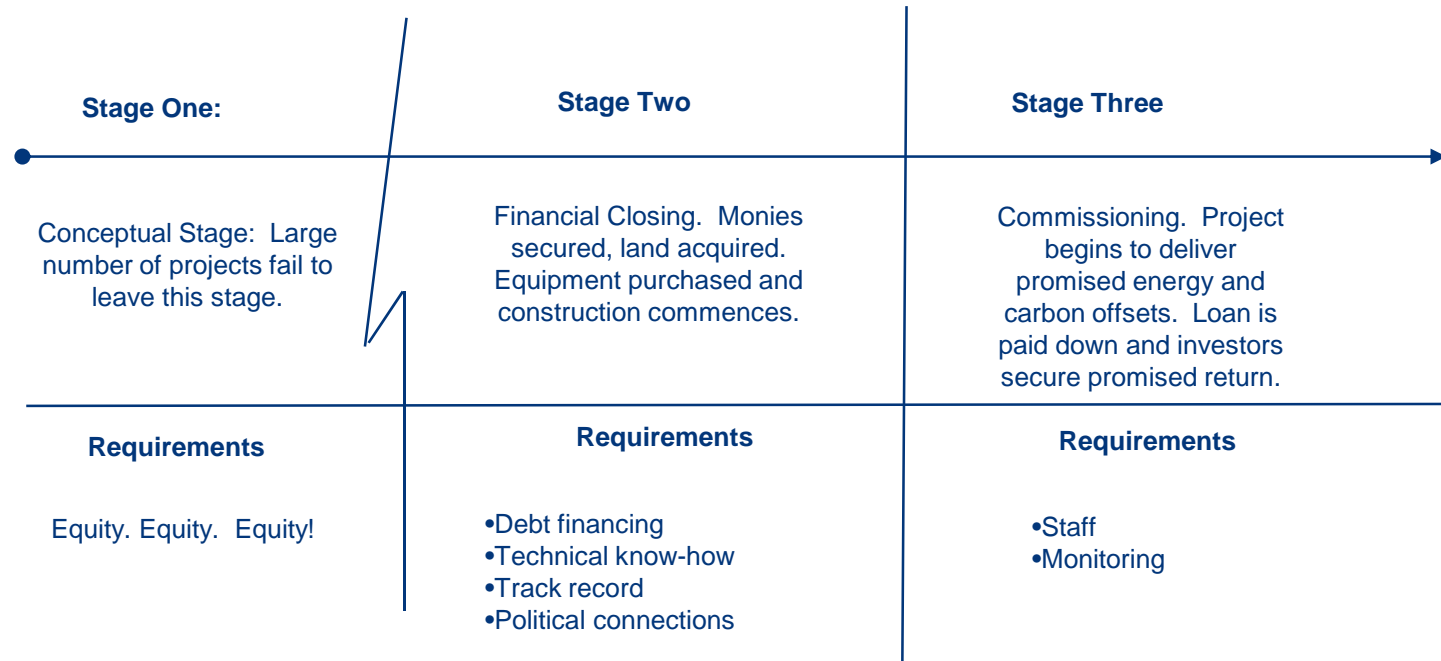 Stage One:
Stage Two
Stage Three
Conceptual Stage:  Large
number of projects fail to
leave this stage.
Financial Closing.  Monies
secured, land acquired.
Equipment purchased and
construction commences.
Commissioning.  Project
begins to deliver
promised energy and
carbon offsets.  Loan is
paid down and investors
secure promised return.
Requirements
Equity. Equity.  Equity!
Requirements
•Debt financing
•Technical know-how
•Track record
•Political connections
Requirements
•Staff
•Monitoring